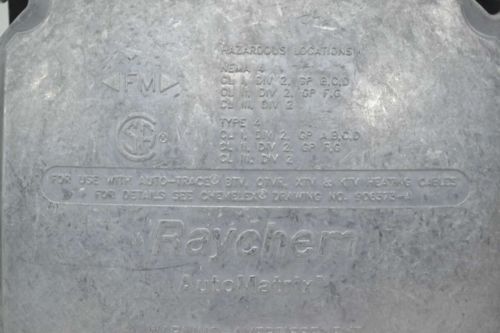 HAZARDOUS LOCATIONS
NEMA 4
CL I, DIV 2, GP B,C,D
CL II, DIV 2, GP F,G
CL III, DIV 2
FM
TYPE 4
CL I, DIV 2, GP A,B,C,D
CL II, DIV 2, GP F,G
CL III, DIV 2
SA ®
FOR USE WITH AUTO-TRACE® BTV, QTVR, XTV & KTV HEATING CABLES
FOR DETAILS SEE CHEMELEX® DRAWING NO.
Raychem
AutoMatrix